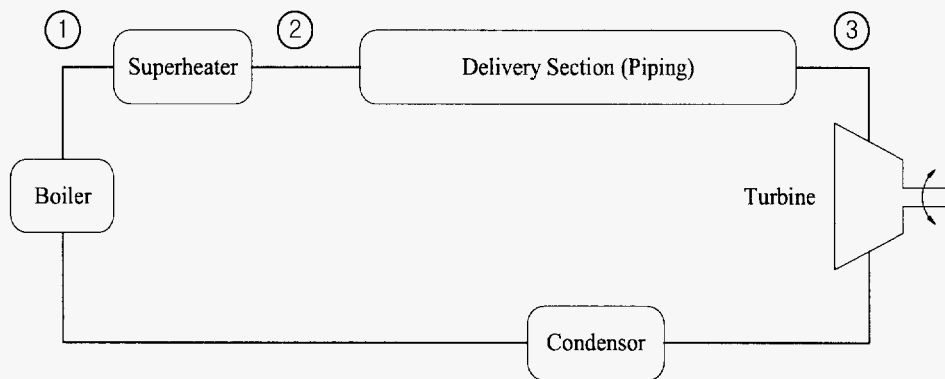 ① ② ③
Superheater Delivery Section (Piping)
Boiler
Turbine
Condensor